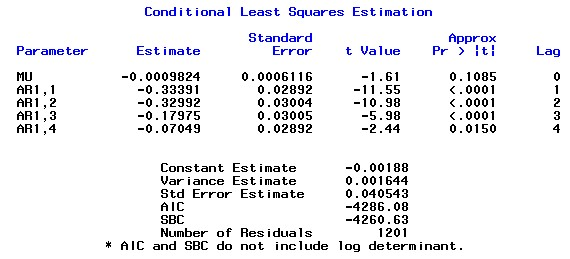 Conditional Least Squares Estimation
Standard Approx
Parameter Estimate Error t Value Pr > |t| Lag
MU -0.0009824 0.0006116 -1.61 0.1085 0
AR1,1 -0.33391 0.02892 -11.55 <.0001 1
AR1,2 -0.32992 0.03004 -10.98 <.0001 2
AR1,3 -0.17975 0.03005 -5.98 <.0001 3
AR1,4 -0.07049 0.02892 -2.44 0.0150 4
Constant Estimate -0.00188
Variance Estimate 0.001644
Std Error Estimate 0.040543
AIC -4286.08
SBC -4260.63
Number of Residuals 1201
* AIC and SBC do not include log determinant.